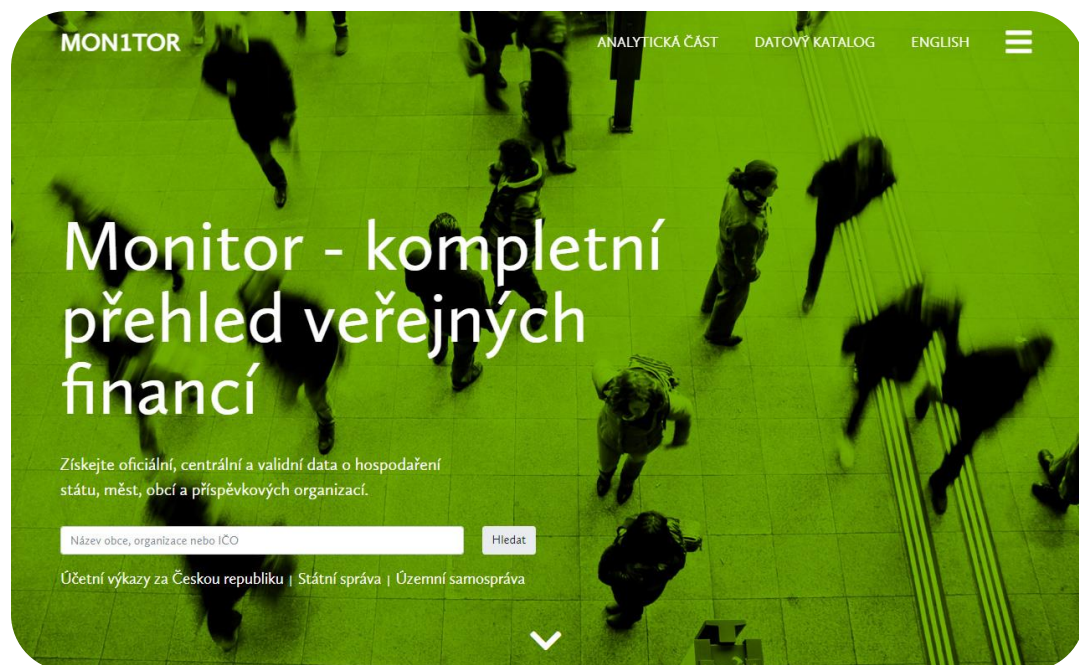 MON1TOR
ANALYTICKÁ ČÁST DATOVÝ KATALOG ENGLISH
Monitor - kompletní
přehled veřejných
financí
Získejte oficiální, centrální a validní data o hospodaření
státu, měst, obcí a příspěvkových organizací.
Název obce, organizace nebo IČO Hledat
Účetní výkazy za Českou republiku | Státní správa | Územní samospráva